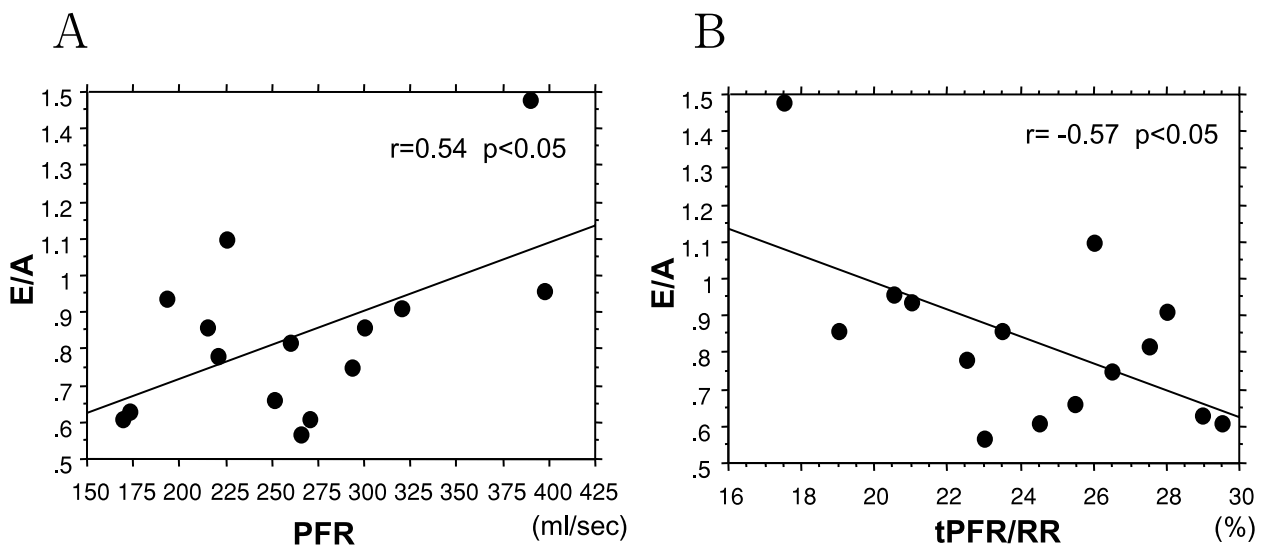 A
1.5
1.4
1.3
1.2
1.1
1
.9
.8
.7
.6
.5
E/A
r=0.54 p<0.05
150 175 200 225 250 275 300 325 350 375 400 425
PFR
(ml/sec)
B
1.5
1.4
1.3
1.2
1.1
1
.9
.8
.7
.6
.5
E/A
r= -0.57 p<0.05
16 18 20 22 24 26 28 30
tPFR/RR
(%)